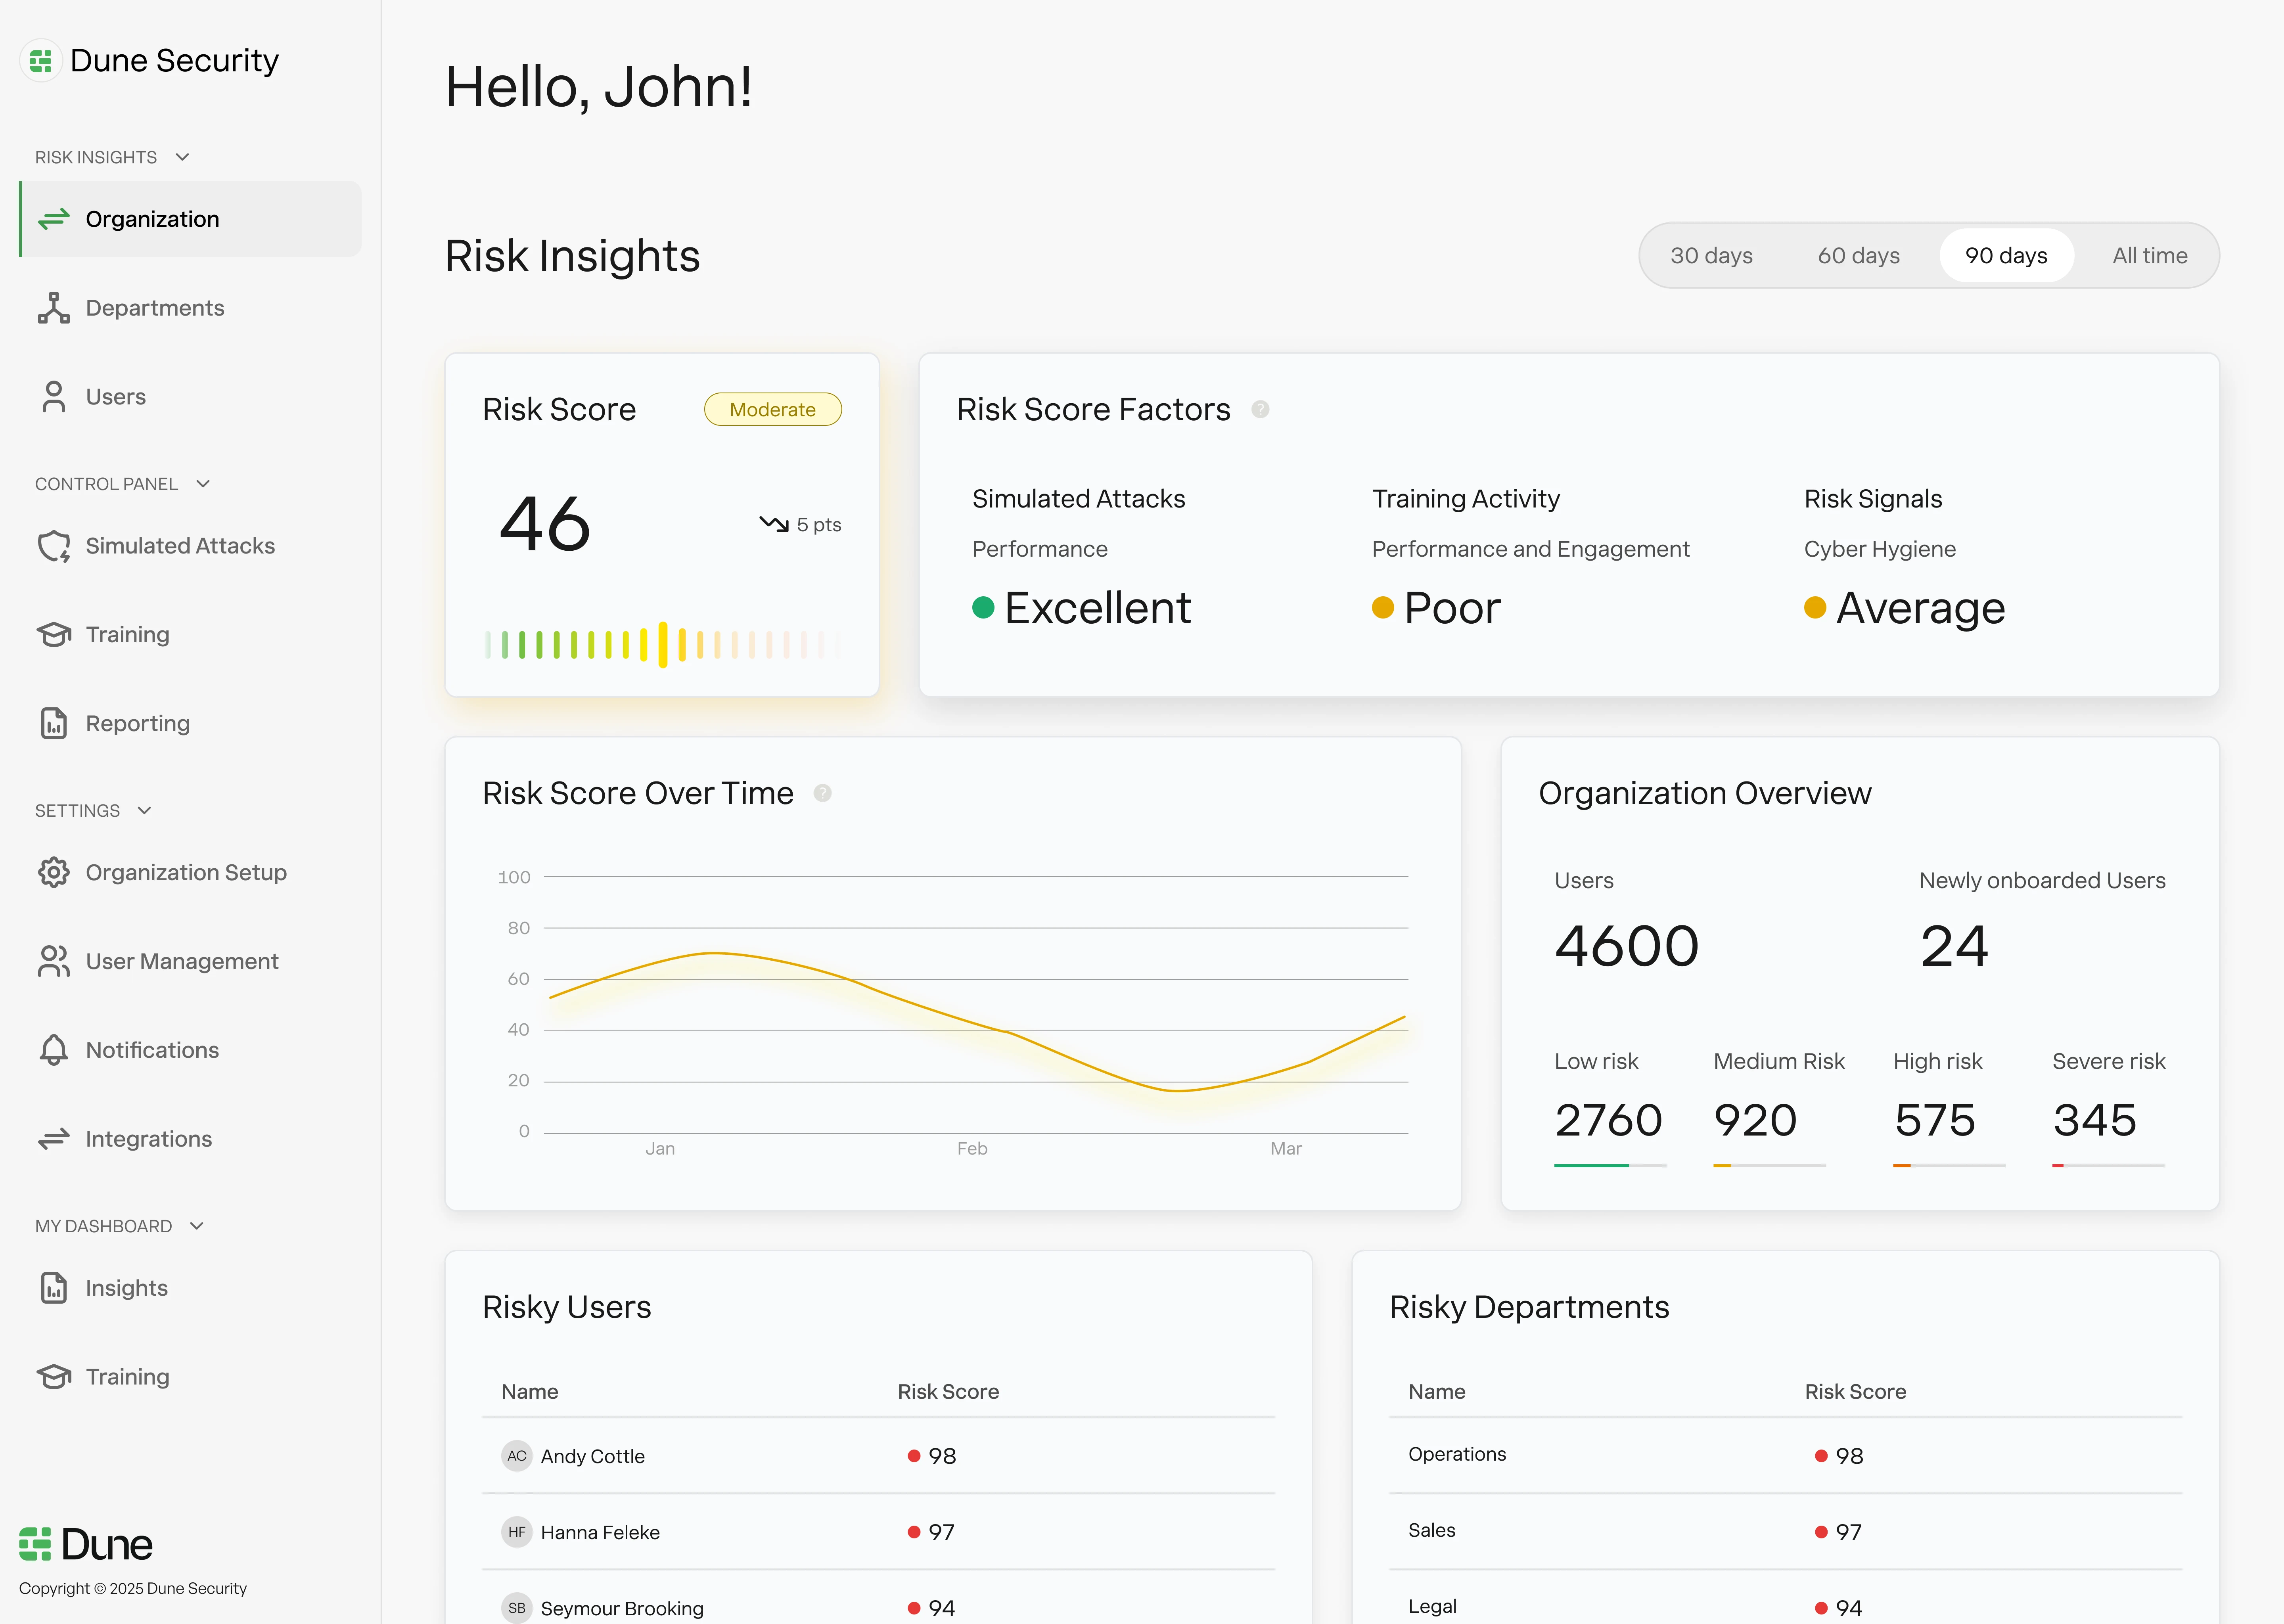 Dune Security
RISK INSIGHTS
Organization
Departments
Users
CONTROL PANEL
Simulated Attacks
Training
Reporting
SETTINGS
Organization Setup
User Management
Notifications
Integrations
MY DASHBOARD
Insights
Training
Dune
Copyright © 2025 Dune Security
Hello, John!
Risk Insights
30 days 60 days 90 days All time
Risk Score Moderate
46 5 pts
Risk Score Factors ?
Simulated Attacks
Performance
Excellent
Training Activity
Performance and Engagement
Poor
Risk Signals
Cyber Hygiene
Average
Risk Score Over Time ?
100
80
60
40
20
0
Jan Feb Mar
Organization Overview
Users Newly onboarded Users
4600 24
Low risk Medium Risk High risk Severe risk
2760 920 575 345
Risky Users
Name Risk Score
AC Andy Cottle 98
HF Hanna Feleke 97
SB Seymour Brooking 94
Risky Departments
Name Risk Score
Operations 98
Sales 97
Legal 94